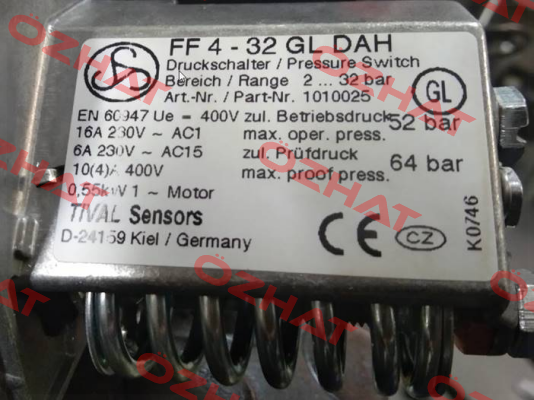 FF 4 - 32 GL DAH
Druckschalter / Pressure Switch
Bereich / Range 2 ... 32 bar
Art.-Nr. / Part-Nr. 1010025
GL
EN 60947 Ue = 400V zul. Betriebsdruck 52 bar
16A 230V ~ AC1 max. oper. press.
6A 230V ~ AC15 zul. Prüfdruck 64 bar
10(4)A 400V max. proof press.
0,55kW 1 ~ Motor
TIVAL Sensors
D-24159 Kiel / Germany
CE CZ
K0746
OZHAT
OZHAT
OZHAT
OZHAT
OZHAT
OZHAT